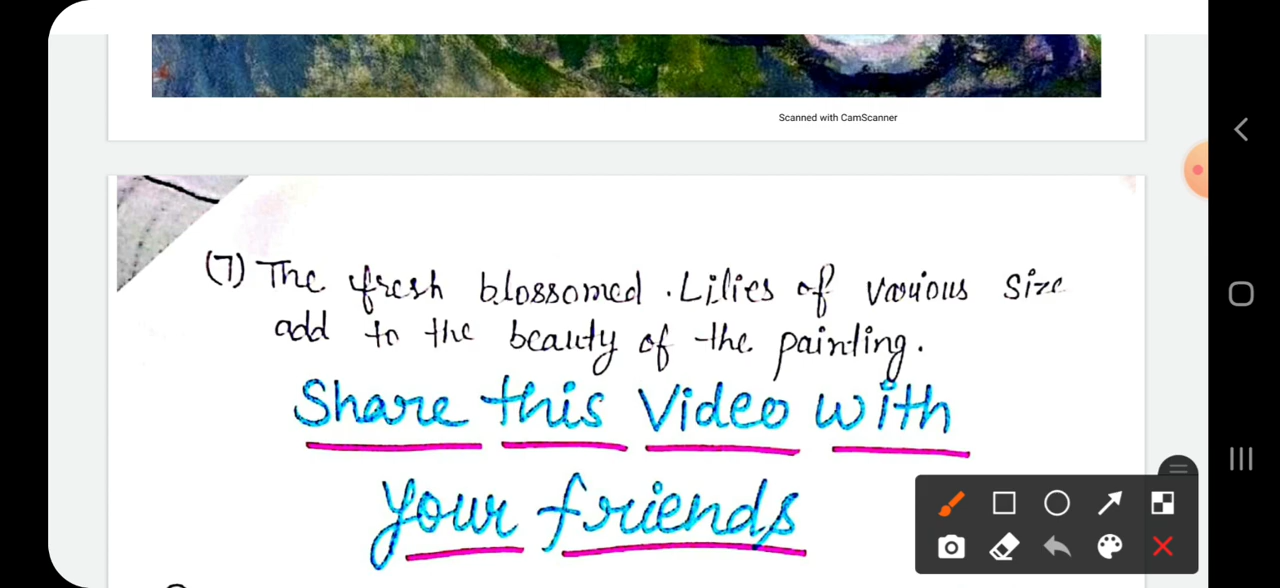 Scanned with CamScanner
(7) The fresh blossomed . Lilies of various size
add to the beauty of the painting.
Share this Video with
your friends